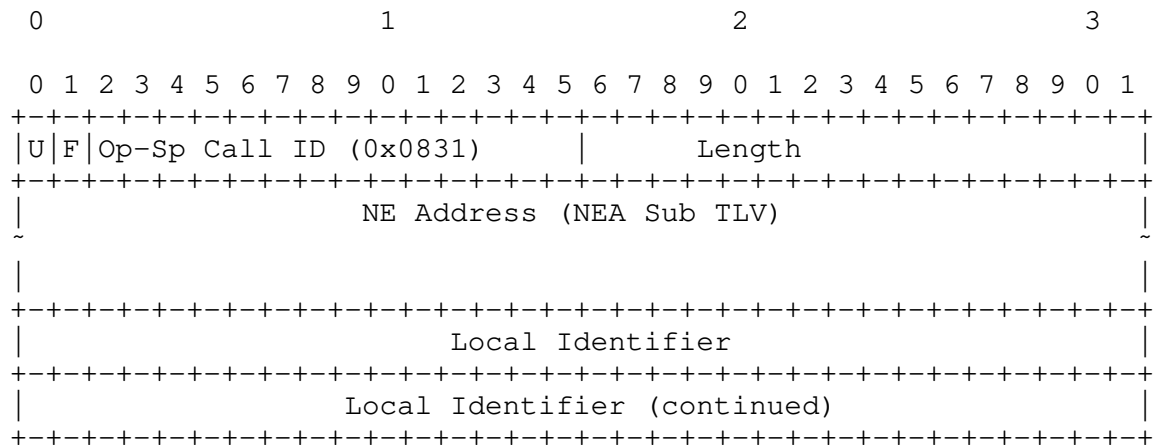 0                   1                   2                   3
0 1 2 3 4 5 6 7 8 9 0 1 2 3 4 5 6 7 8 9 0 1 2 3 4 5 6 7 8 9 0 1
+-+-+-+-+-+-+-+-+-+-+-+-+-+-+-+-+-+-+-+-+-+-+-+-+-+-+-+-+-+-+-+-+
|U|F|Op-Sp Call ID (0x0831)     |      Length                   |
+-+-+-+-+-+-+-+-+-+-+-+-+-+-+-+-+-+-+-+-+-+-+-+-+-+-+-+-+-+-+-+-+
|                   NE Address (NEA Sub TLV)                    |
~                                                               ~
|                                                               |
+-+-+-+-+-+-+-+-+-+-+-+-+-+-+-+-+-+-+-+-+-+-+-+-+-+-+-+-+-+-+-+-+
|                        Local Identifier                       |
+-+-+-+-+-+-+-+-+-+-+-+-+-+-+-+-+-+-+-+-+-+-+-+-+-+-+-+-+-+-+-+-+
|                  Local Identifier (continued)                 |
+-+-+-+-+-+-+-+-+-+-+-+-+-+-+-+-+-+-+-+-+-+-+-+-+-+-+-+-+-+-+-+-+